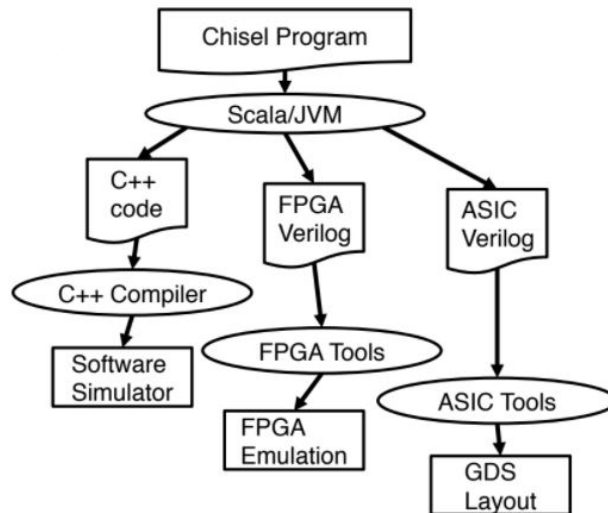 Chisel Program
Scala/JVM
C++
code
FPGA
Verilog
ASIC
Verilog
C++ Compiler
Software
Simulator
FPGA Tools
FPGA
Emulation
ASIC Tools
GDS
Layout